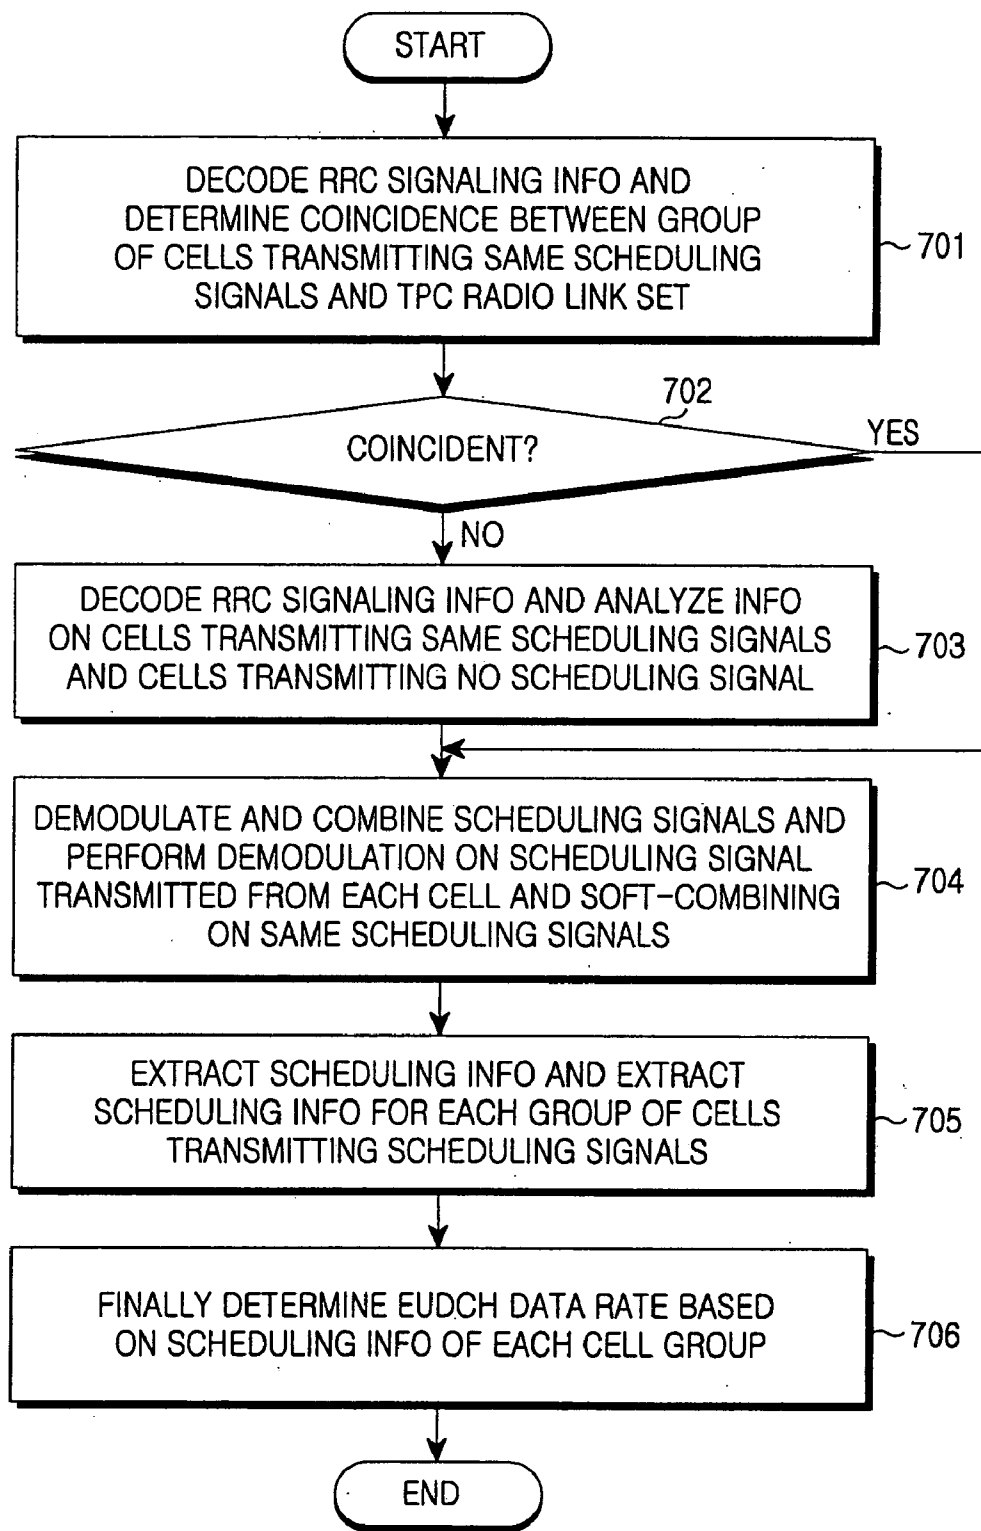 START
DECODE RRC SIGNALING INFO AND
DETERMINE COINCIDENCE BETWEEN GROUP
OF CELLS TRANSMITTING SAME SCHEDULING
SIGNALS AND TPC RADIO LINK SET
701
702
COINCIDENT?
YES
NO
DECODE RRC SIGNALING INFO AND ANALYZE INFO
ON CELLS TRANSMITTING SAME SCHEDULING SIGNALS
AND CELLS TRANSMITTING NO SCHEDULING SIGNAL
703
DEMODULATE AND COMBINE SCHEDULING SIGNALS AND
PERFORM DEMODULATION ON SCHEDULING SIGNAL
TRANSMITTED FROM EACH CELL AND SOFT-COMBINING
ON SAME SCHEDULING SIGNALS
704
EXTRACT SCHEDULING INFO AND EXTRACT
SCHEDULING INFO FOR EACH GROUP OF CELLS
TRANSMITTING SCHEDULING SIGNALS
705
FINALLY DETERMINE EUDCH DATA RATE BASED
ON SCHEDULING INFO OF EACH CELL GROUP
706
END